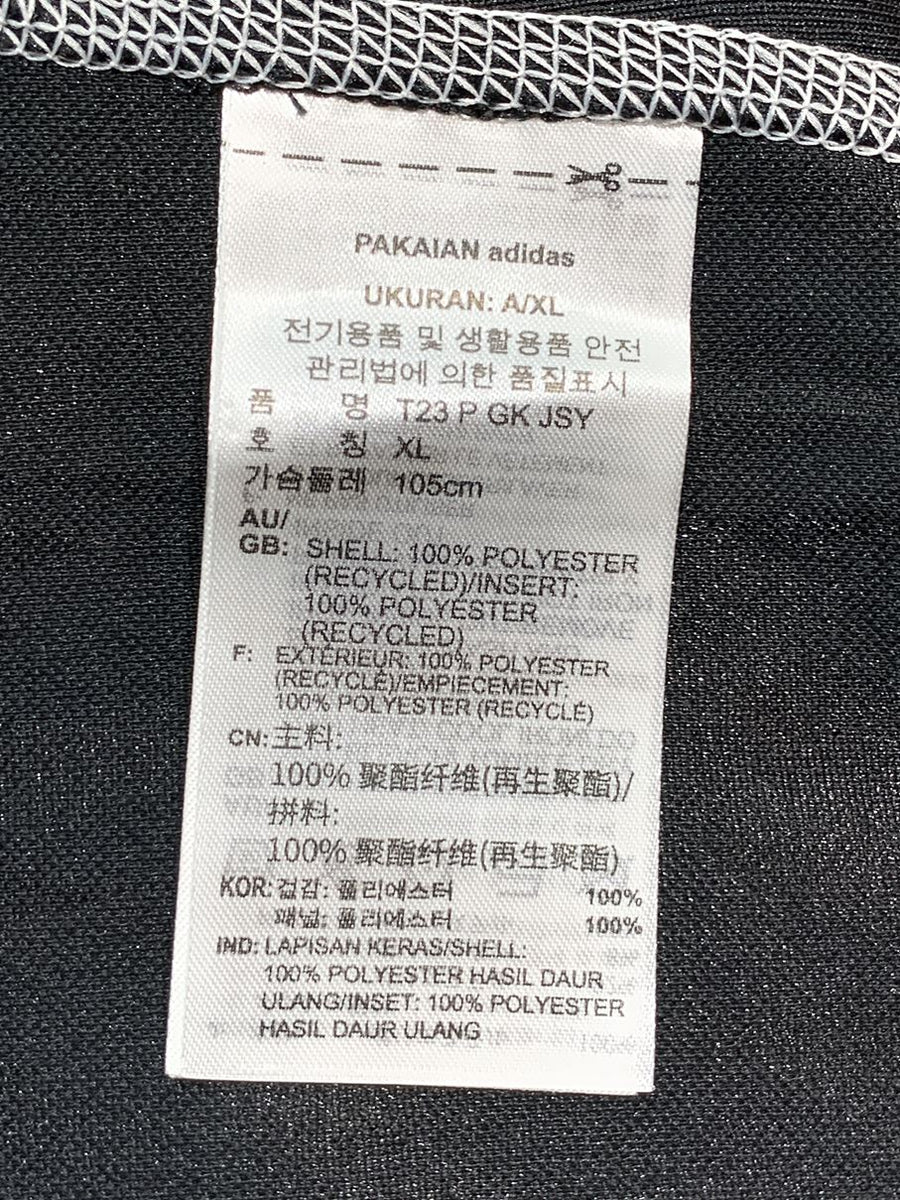 PAKAIAN adidas
UKURAN: A/XL
전기용품 및 생활용품 안전
관리법에 의한 품질표시
품 명 T23 P GK JSY
호 칭 XL
가슴둘레 105cm
AU/
GB: SHELL: 100% POLYESTER
(RECYCLED)/INSERT:
100% POLYESTER
(RECYCLED)
F: EXTÉRIEUR: 100% POLYESTER
(RECYCLÉ)/EMPIECEMENT:
100% POLYESTER (RECYCLÉ)
CN: 主料:
100% 聚酯纤维(再生聚酯)/
拼料:
100% 聚酯纤维(再生聚酯)
KOR: 겉감: 폴리에스터 100%
패널: 폴리에스터 100%
IND: LAPISAN KERAS/SHELL:
100% POLYESTER HASIL DAUR
ULANG/INSET: 100% POLYESTER
HASIL DAUR ULANG